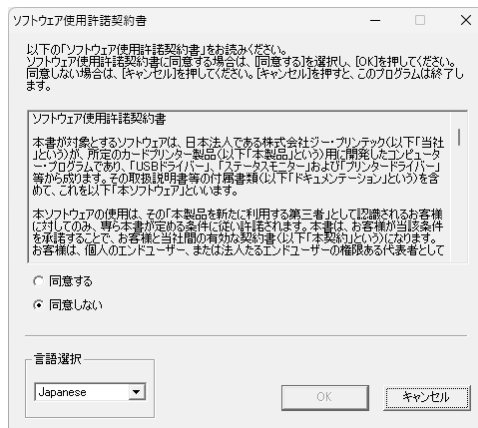 ソフトウェア使用許諾契約書
以下の「ソフトウェア使用許諾契約書」をお読みください。
ソフトウェア使用許諾契約書に同意する場合は、[同意する]を選択し、[OK]を押してください。
同意しない場合は、[キャンセル]を押してください。[キャンセル]を押すと、このプログラムは終了し
ます。
ソフトウェア使用許諾契約書
本書が対象とするソフトウェアは、日本法人である株式会社ジー・プリンテック(以下「当社
」という)が、所定のカードプリンター製品(以下「本製品」という)用に開発したコンピュータ
ー・プログラムであり、「USBドライバー」、「ステータスモニター」および「プリンタードライバー」
等から成ります。その取扱説明書等の付属書類(以下「ドキュメンテーション」という)を含
めて、これを以下「本ソフトウェア」といいます。
本ソフトウェアの使用は、その「本製品を新たに利用する第三者」として認識されるお客様
に対してのみ、専ら本書が定める条件に従い許諾されます。本書は、お客様が当該条件
を承諾することで、お客様と当社間の有効な契約書(以下「本契約」という)になります。
お客様は、個人のエンドユーザー、または法人たるエンドユーザーの権限ある代表者として
同意する
同意しない
言語選択
Japanese
OK
キャンセル